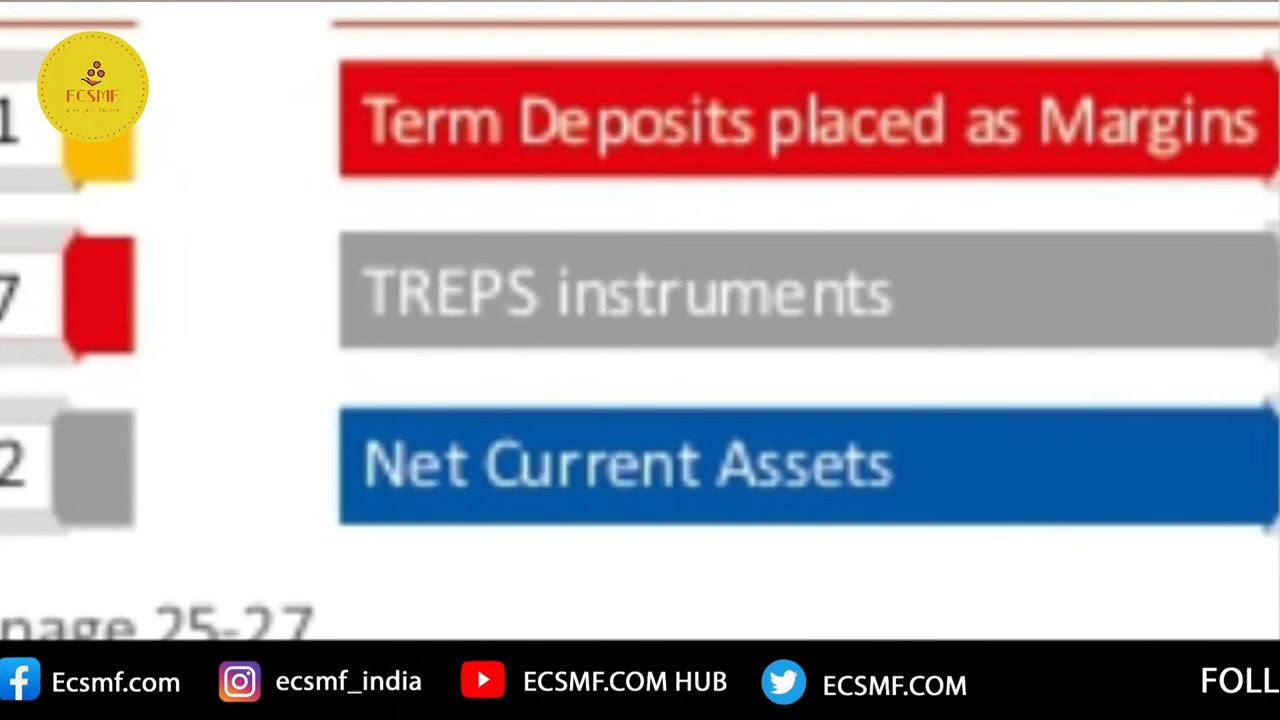 ECSMF
1
Term Deposits placed as Margins
7
TREPS instruments
2
Net Current Assets
page 25-27
Ecsmf.com
ecsmf_india
ECSMF.COM HUB
ECSMF.COM
FOLL